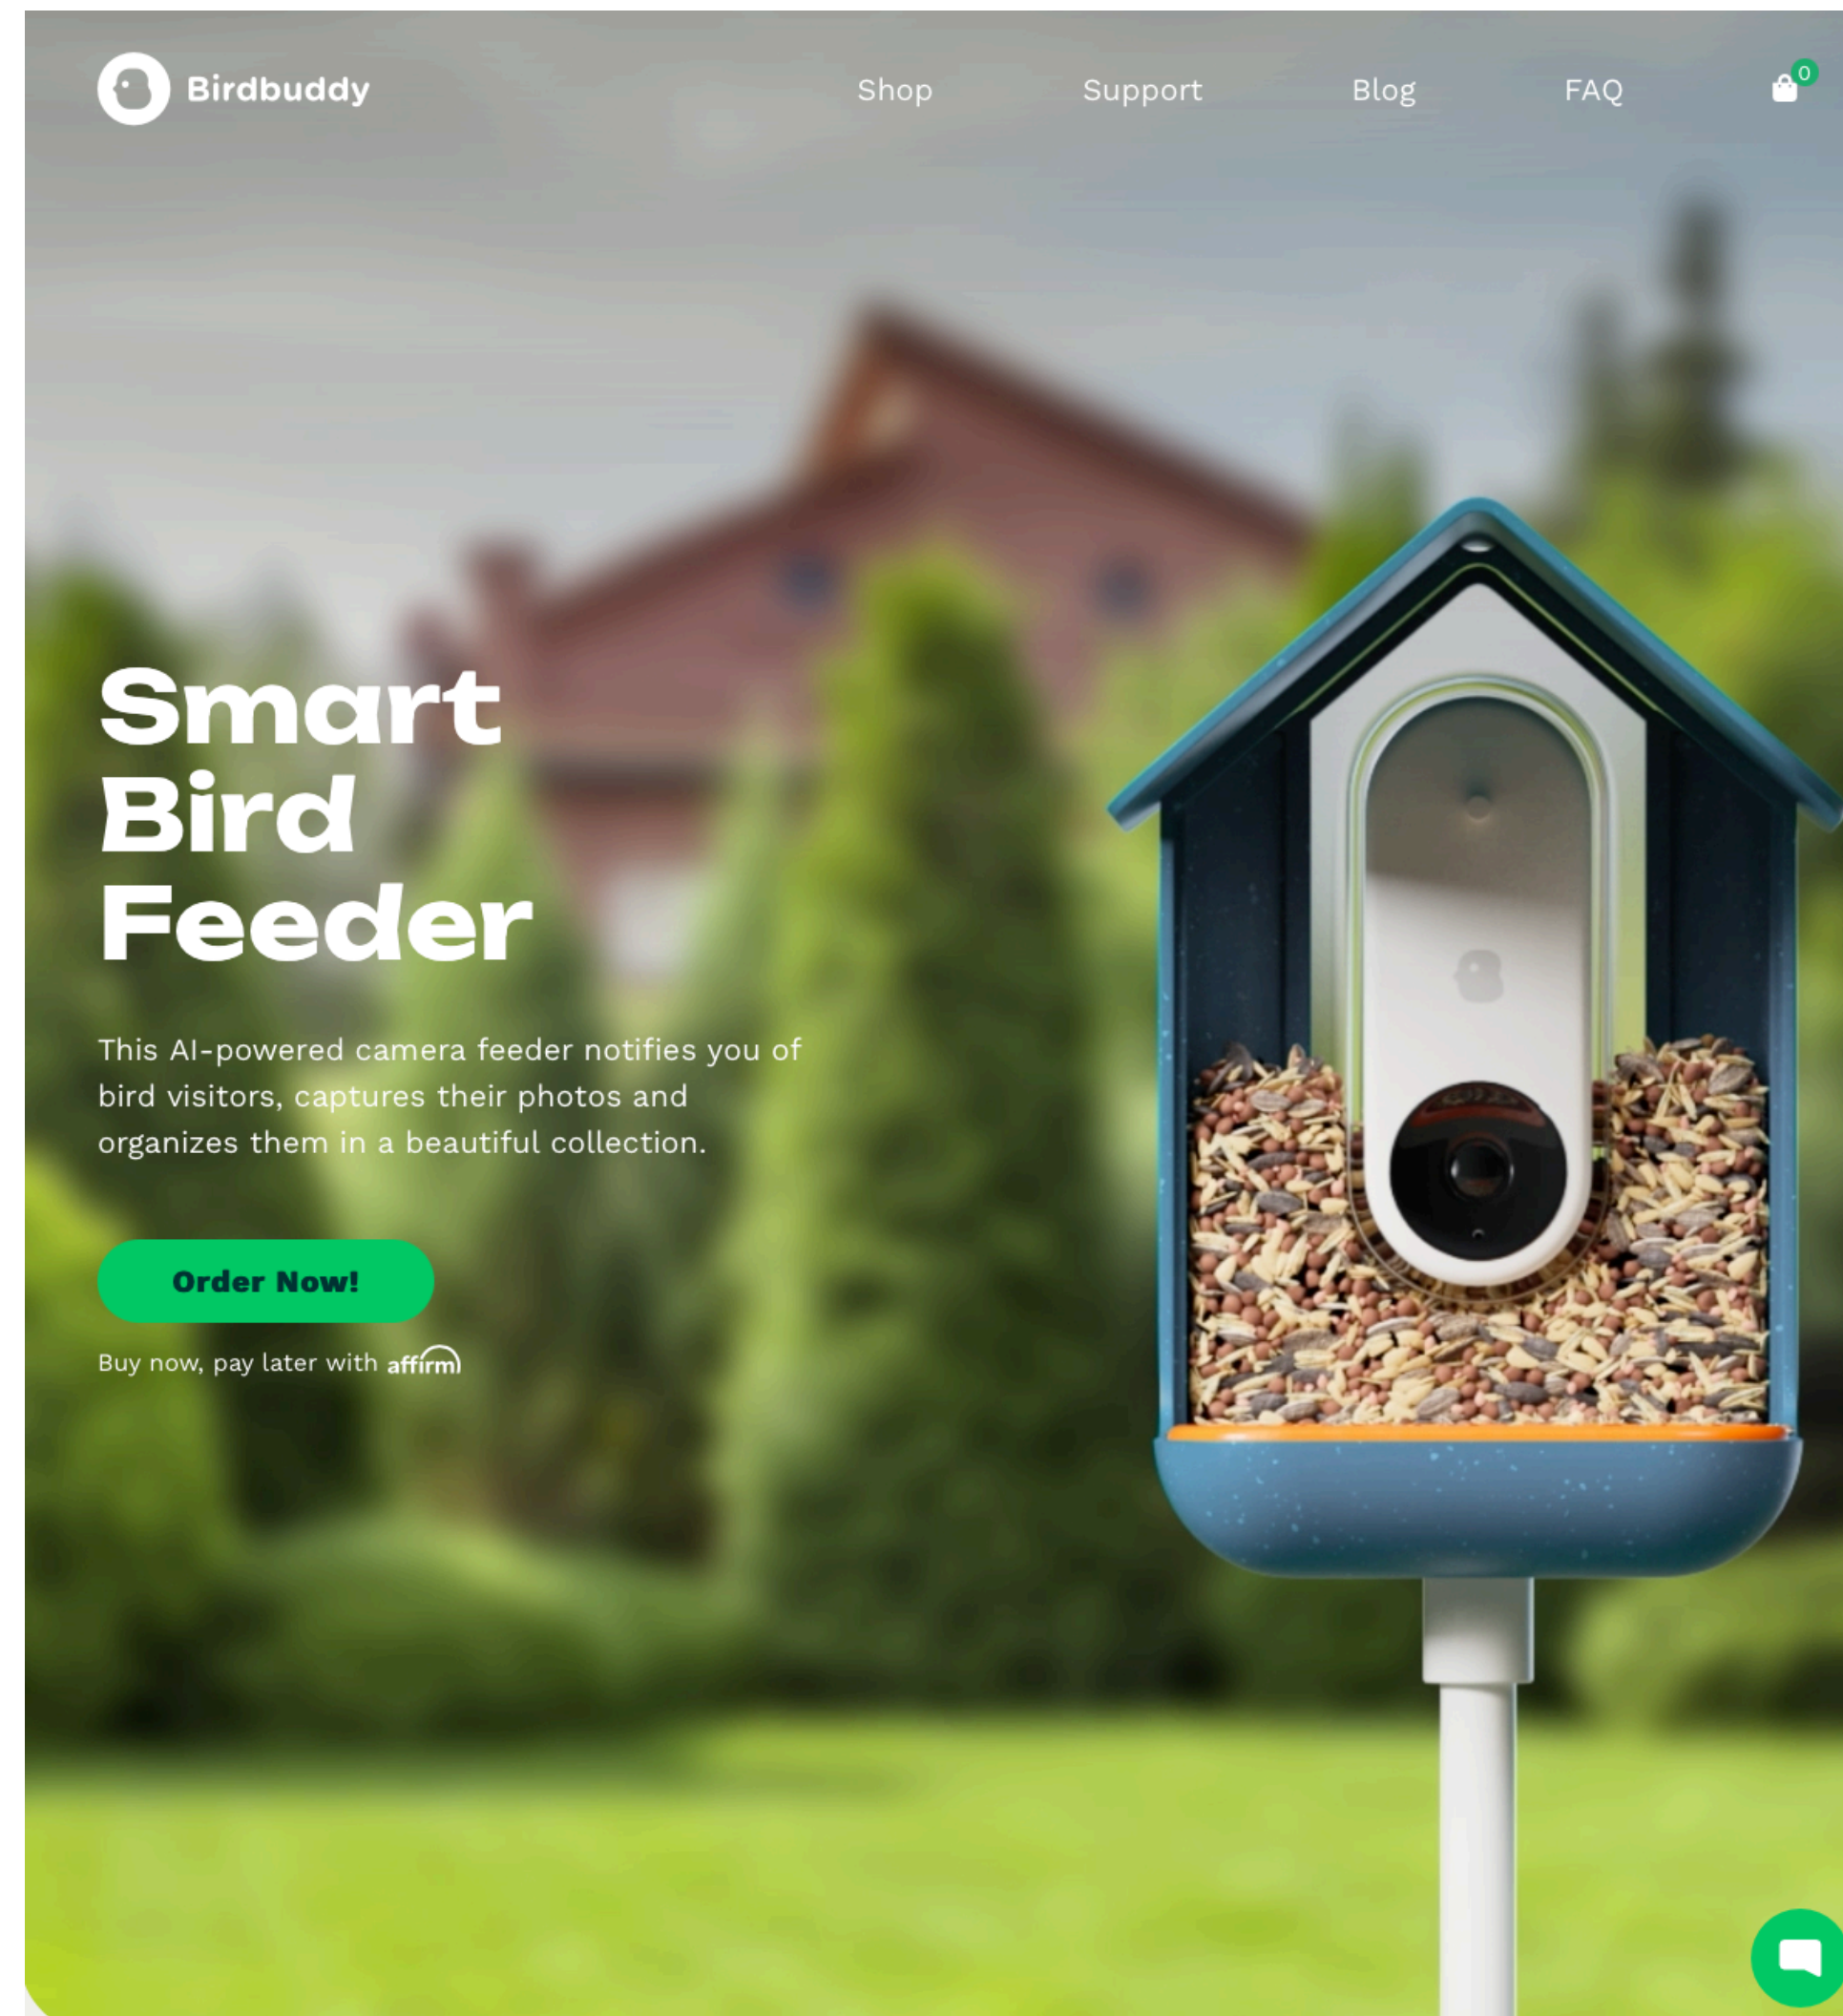 Birdbuddy
Shop
Support
Blog
FAQ
0
Smart
Bird
Feeder
This AI-powered camera feeder notifies you of
bird visitors, captures their photos and
organizes them in a beautiful collection.
Order Now!
Buy now, pay later with affirm